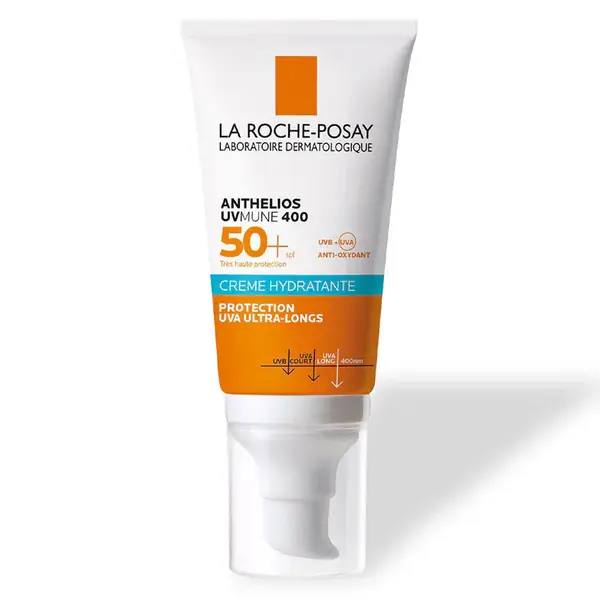 LA ROCHE-POSAY
LABORATOIRE DERMATOLOGIQUE
ANTHELIOS
UVMUNE 400
50+ spf
Très haute protection
UVB + UVA
ANTI-OXYDANT
CREME HYDRATANTE
PROTECTION
UVA ULTRA-LONGS
UVB
UVA COURT
UVA LONG
400nm